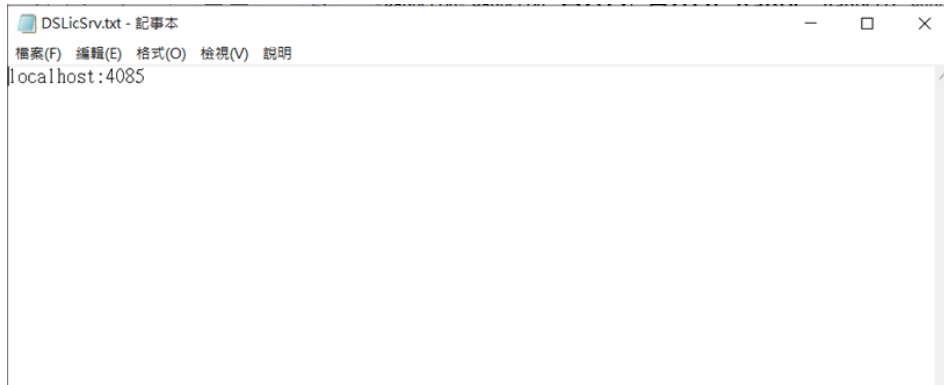 DSLicSrv.txt - 記事本
檔案(F) 編輯(E) 格式(O) 檢視(V) 說明
localhost:4085